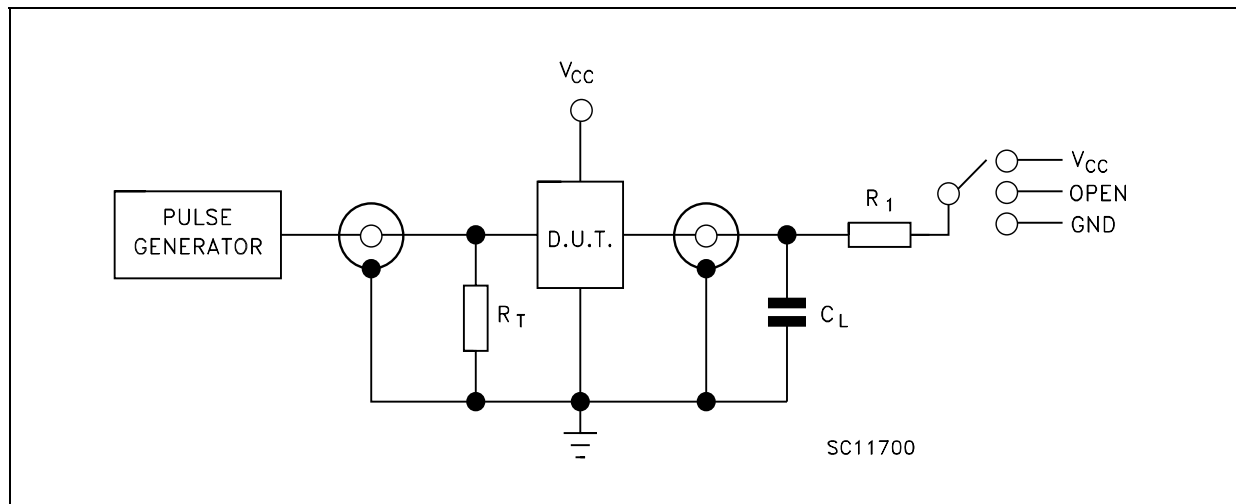 VCC
PULSE
GENERATOR
D.U.T.
RT
R1
CL
VCC
OPEN
GND
SC11700